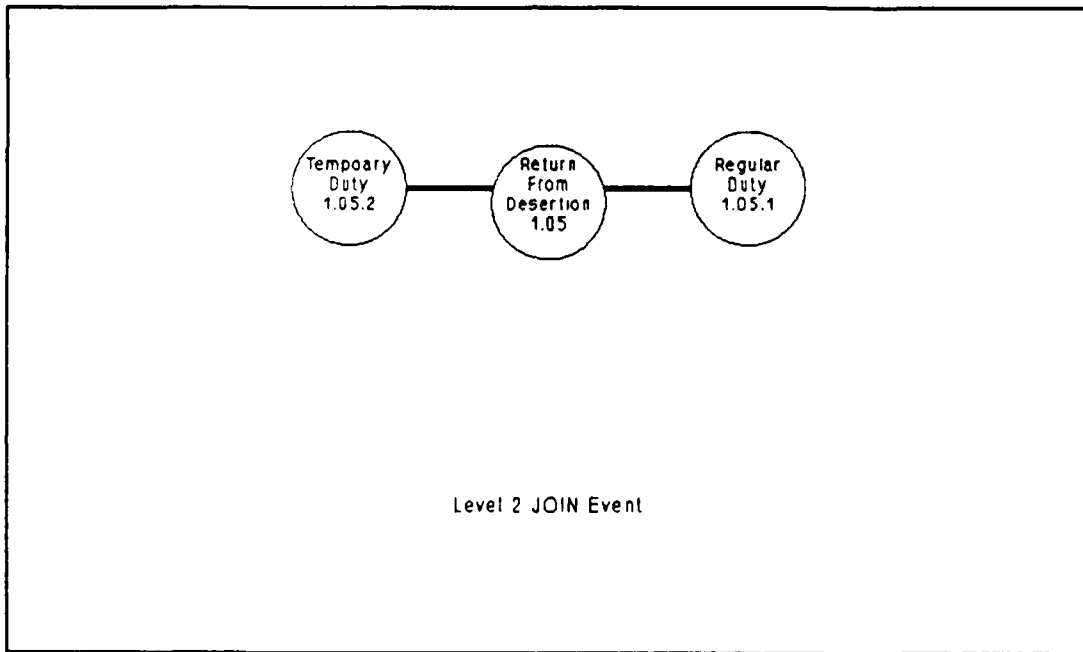 Tempoary
Duty
1.05.2
Return
From
Desertion
1.05
Regular
Duty
1.05.1
Level 2 JOIN Event